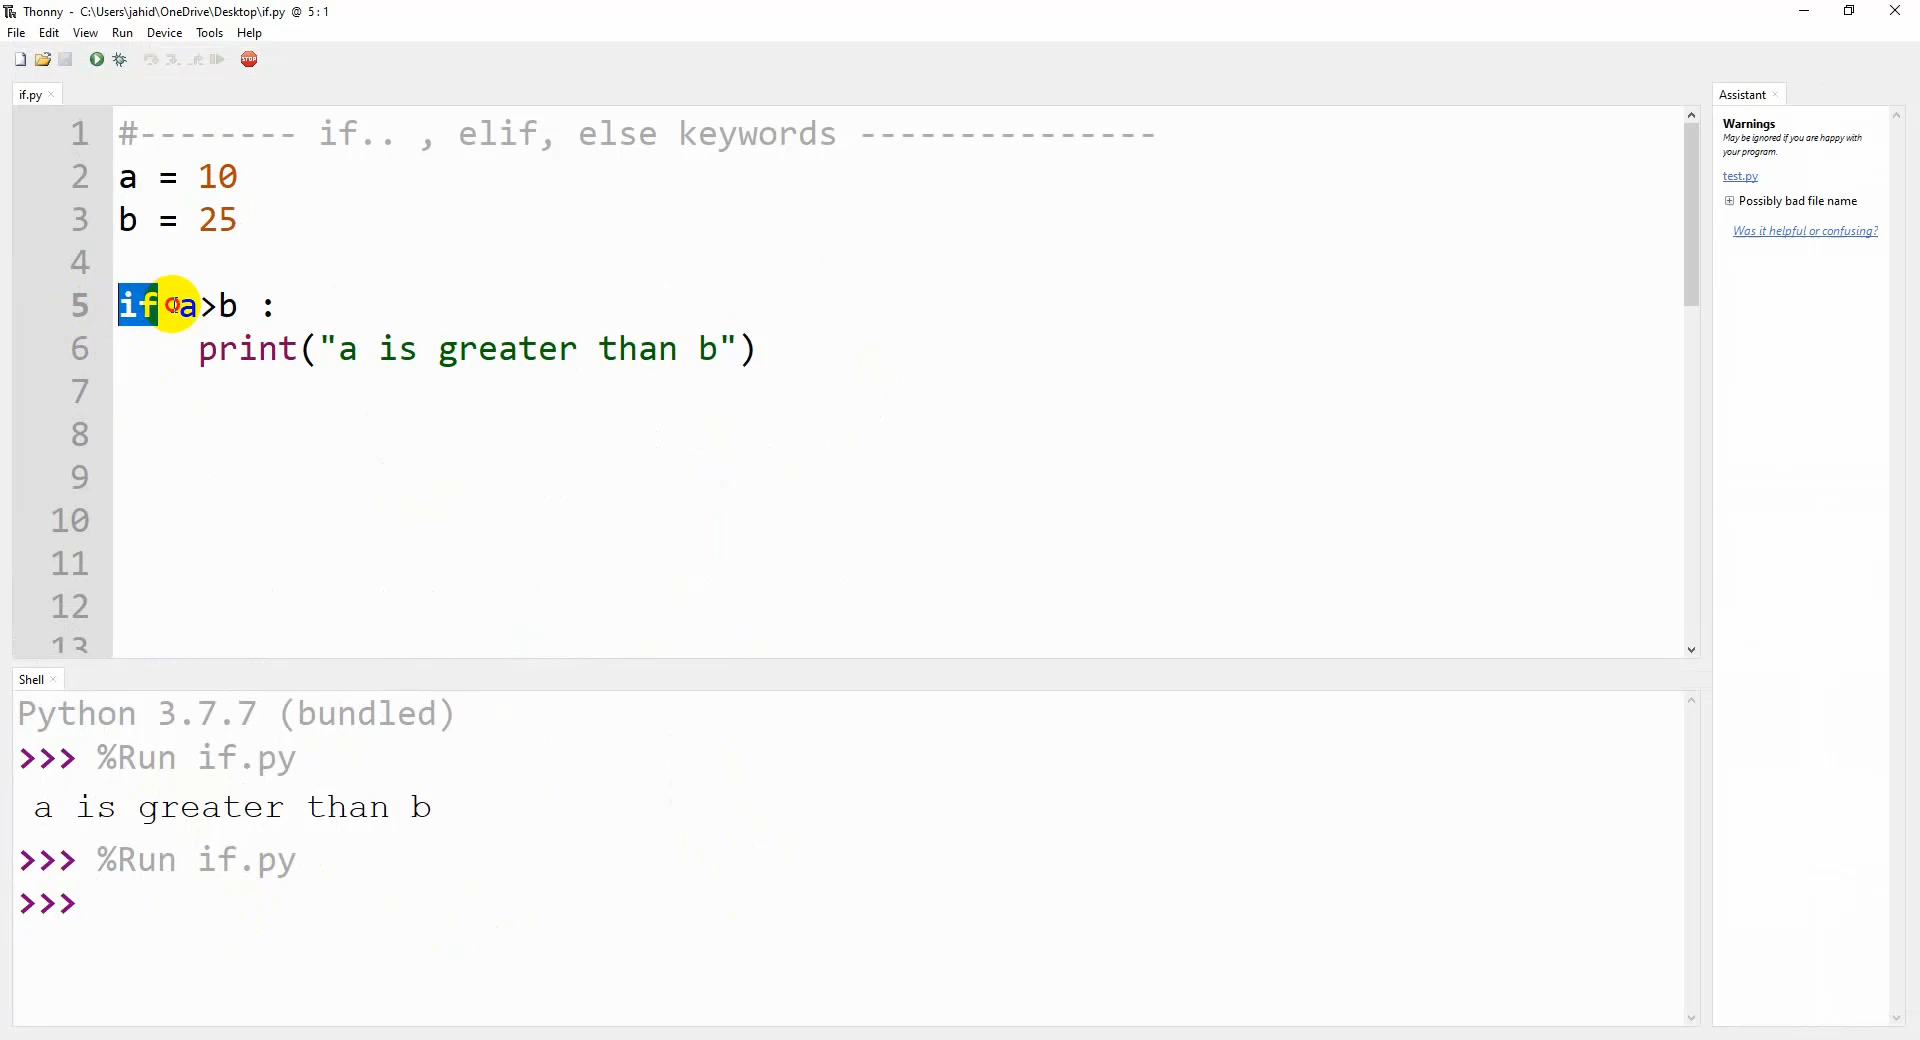 Thonny - C:\Users\jahid\OneDrive\Desktop\if.py @ 5:1
File Edit View Run Device Tools Help
STOP
if.py
1 #-------- if.. , elif, else keywords ---------------
2 a = 10
3 b = 25
4
5 if a>b :
6     print("a is greater than b")
7
8
9
10
11
12
13
Assistant
Warnings
May be ignored if you are happy with
your program.
test.py
Possibly bad file name
Was it helpful or confusing?
Shell
Python 3.7.7 (bundled)
>>> %Run if.py
a is greater than b
>>> %Run if.py
>>>